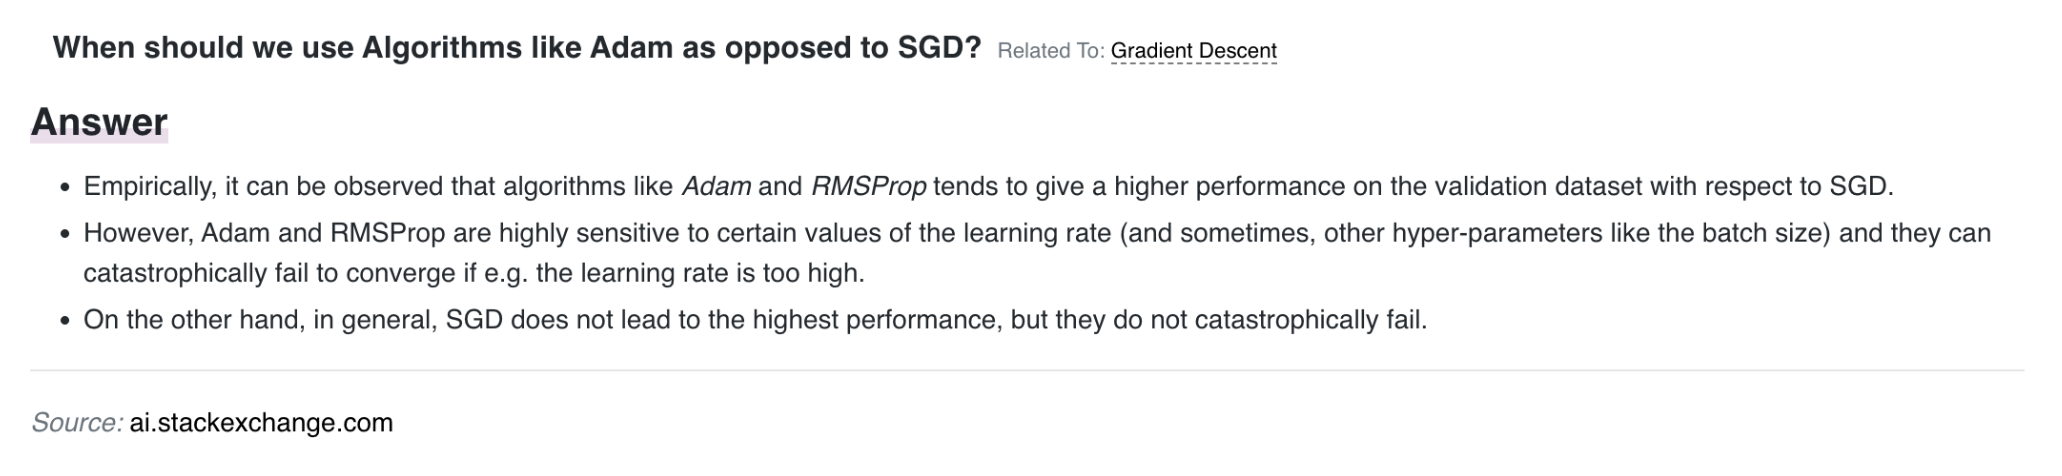 When should we use Algorithms like Adam as opposed to SGD? Related To: Gradient Descent
Answer
• Empirically, it can be observed that algorithms like Adam and RMSProp tends to give a higher performance on the validation dataset with respect to SGD.
• However, Adam and RMSProp are highly sensitive to certain values of the learning rate (and sometimes, other hyper-parameters like the batch size) and they can
catastrophically fail to converge if e.g. the learning rate is too high.
• On the other hand, in general, SGD does not lead to the highest performance, but they do not catastrophically fail.
Source: ai.stackexchange.com